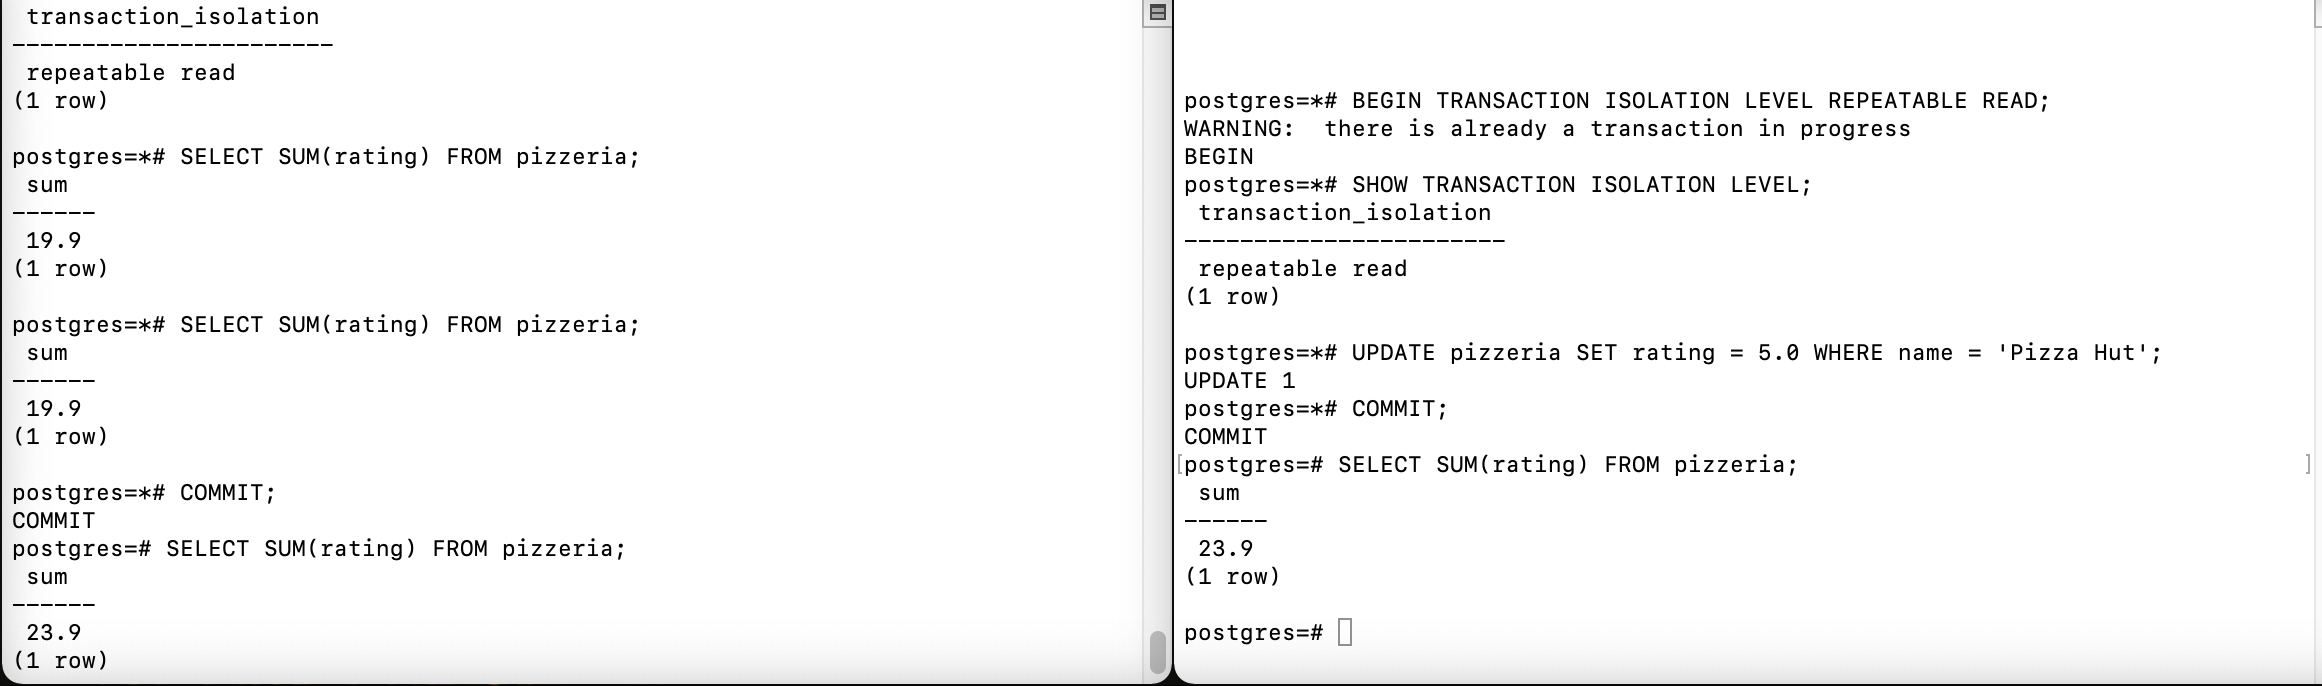 transaction_isolation
-----------------------
repeatable read
(1 row)
postgres=*# SELECT SUM(rating) FROM pizzeria;
sum
------
19.9
(1 row)
postgres=*# SELECT SUM(rating) FROM pizzeria;
sum
------
19.9
(1 row)
postgres=*# COMMIT;
COMMIT
postgres=# SELECT SUM(rating) FROM pizzeria;
sum
------
23.9
(1 row)
postgres=*# BEGIN TRANSACTION ISOLATION LEVEL REPEATABLE READ;
WARNING:  there is already a transaction in progress
BEGIN
postgres=*# SHOW TRANSACTION ISOLATION LEVEL;
transaction_isolation
-----------------------
repeatable read
(1 row)
postgres=*# UPDATE pizzeria SET rating = 5.0 WHERE name = 'Pizza Hut';
UPDATE 1
postgres=*# COMMIT;
COMMIT
[postgres=# SELECT SUM(rating) FROM pizzeria; ]
sum
------
23.9
(1 row)
postgres=#